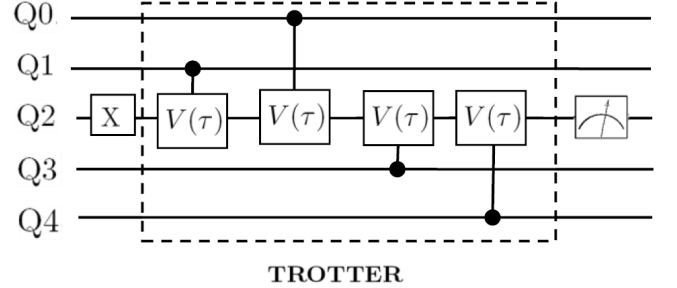 Q0
Q1
Q2 X V(τ) V(τ) V(τ) V(τ)
Q3
Q4
TROTTER